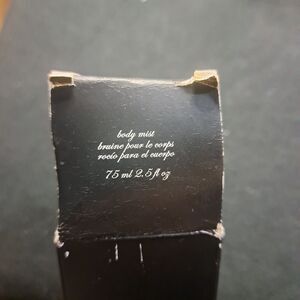 body mist
bruine pour le corps
rocío para el cuerpo
75 ml 2.5 fl oz